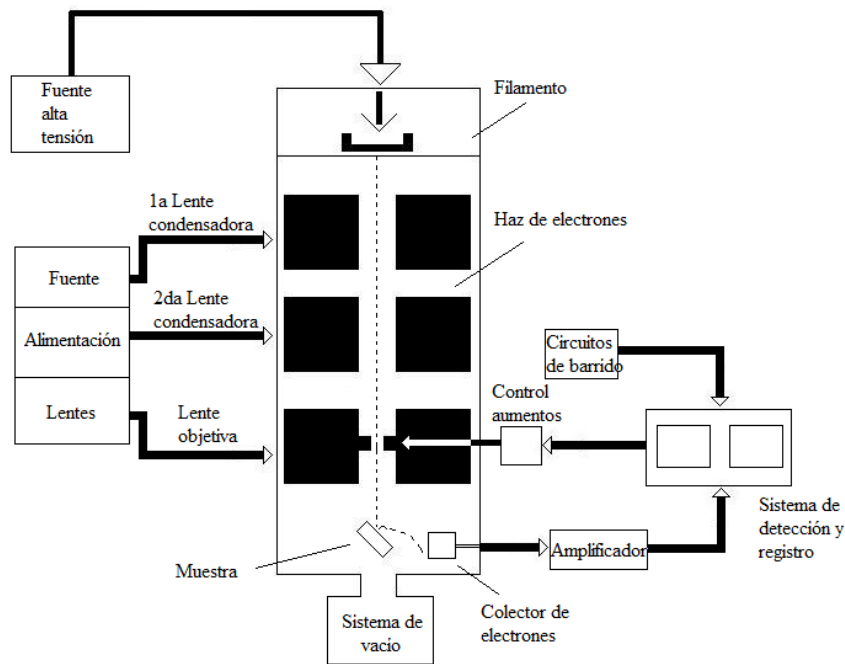 Fuente
alta
tensión
Filamento
1a Lente
condensadora
Haz de electrones
Fuente
2da Lente
condensadora
Alimentación
Circuitos
de barrido
Lentes
Lente
objetiva
Control
aumentos
Sistema de
detección y
registro
Amplificador
Muestra
Colector de
electrones
Sistema de
vacio